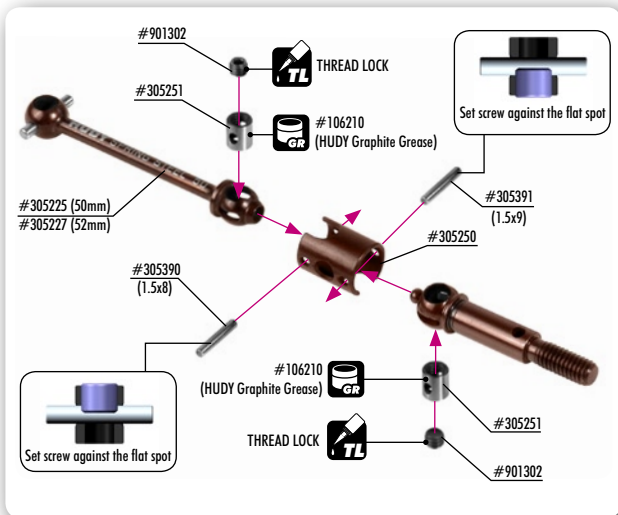 #901302
TL
THREAD LOCK
#305251
GR
#106210
(HUDY Graphite Grease)
Set screw against the flat spot
#305225 (50mm)
#305227 (52mm)
#305391
(1.5x9)
#305250
#305390
(1.5x8)
#106210
(HUDY Graphite Grease)
GR
#305251
Set screw against the flat spot
THREAD LOCK
TL
#901302